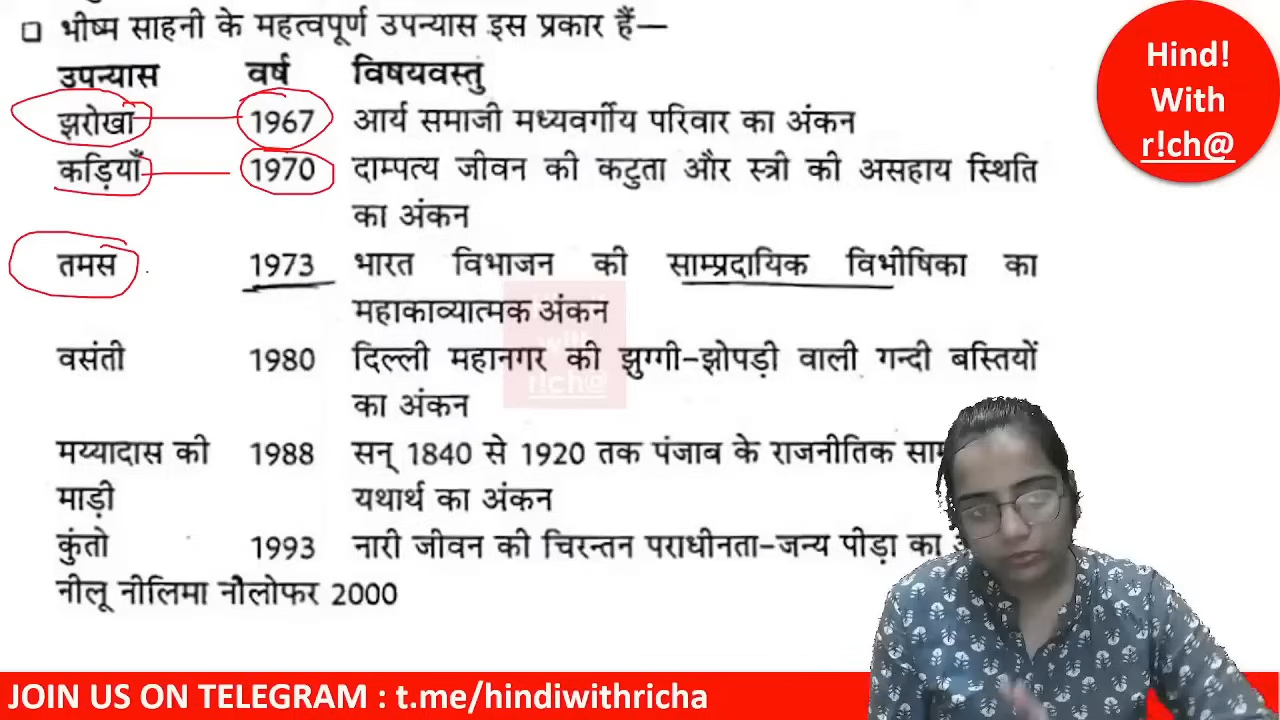 भीष्म साहनी के महत्वपूर्ण उपन्यास इस प्रकार हैं—
उपन्यास वर्ष विषयवस्तु
झरोखा 1967 आर्य समाजी मध्यवर्गीय परिवार का अंकन
कड़ियाँ 1970 दाम्पत्य जीवन की कटुता और स्त्री की असहाय स्थिति
का अंकन
तमस 1973 भारत विभाजन की साम्प्रदायिक विभीषिका का
महाकाव्यात्मक अंकन
वसंती 1980 दिल्ली महानगर की झुग्गी-झोपड़ी वाली गन्दी बस्तियों
का अंकन
मय्यादास की 1988 सन् 1840 से 1920 तक पंजाब के राजनीतिक
माड़ी यथार्थ का अंकन
कुंतो 1993 नारी जीवन की चिरन्तन पराधीनता-जन्य पीड़ा का
नीलू नीलिमा नीलोफर 2000
Hind!
With
r!ch@
with
r!ch@
JOIN US ON TELEGRAM : t.me/hindiwithricha